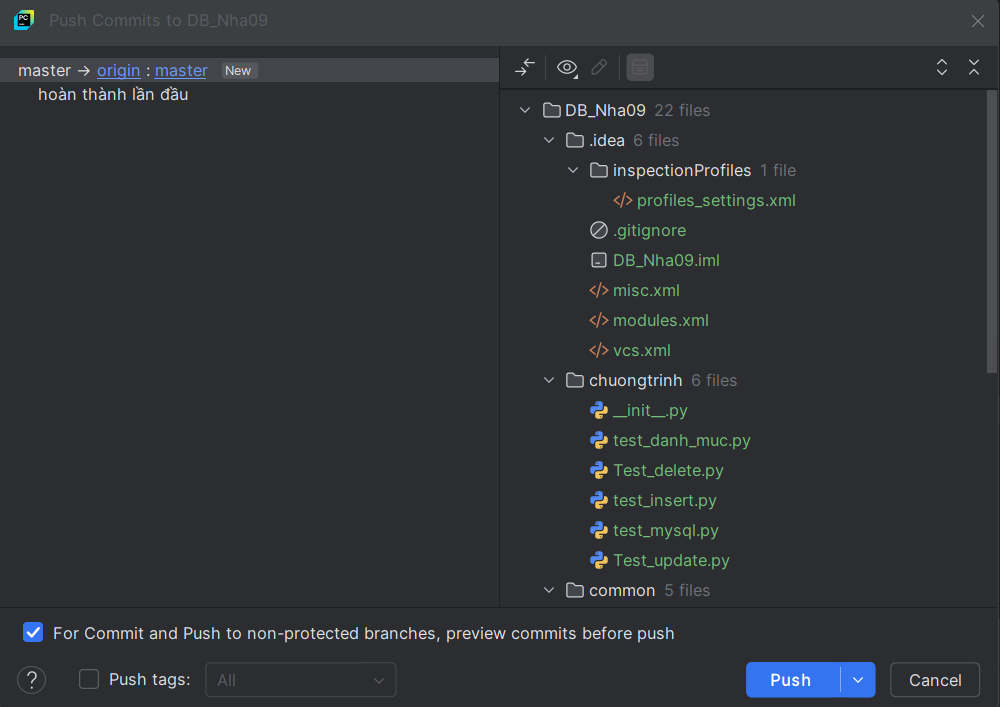 Push Commits to DB_Nha09
master → origin : master New
hoàn thành lần đầu
DB_Nha09 22 files
.idea 6 files
inspectionProfiles 1 file
profiles_settings.xml
.gitignore
DB_Nha09.iml
misc.xml
modules.xml
vcs.xml
chuongtrinh 6 files
__init__.py
test_danh_muc.py
Test_delete.py
test_insert.py
test_mysql.py
Test_update.py
common 5 files
For Commit and Push to non-protected branches, preview commits before push
? Push tags: All Push Cancel